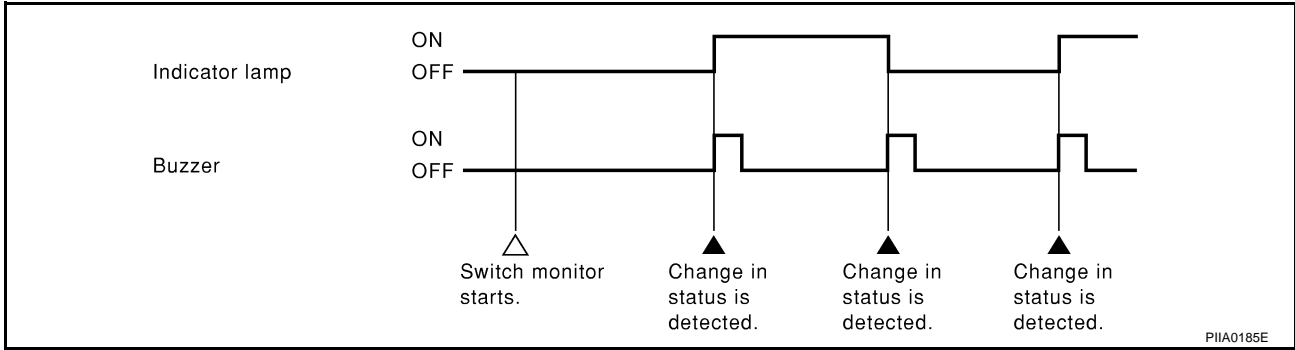 ON
Indicator lamp
OFF
ON
Buzzer
OFF
Switch monitor
starts.
Change in
status is
detected.
Change in
status is
detected.
Change in
status is
detected.
PIIA0185E